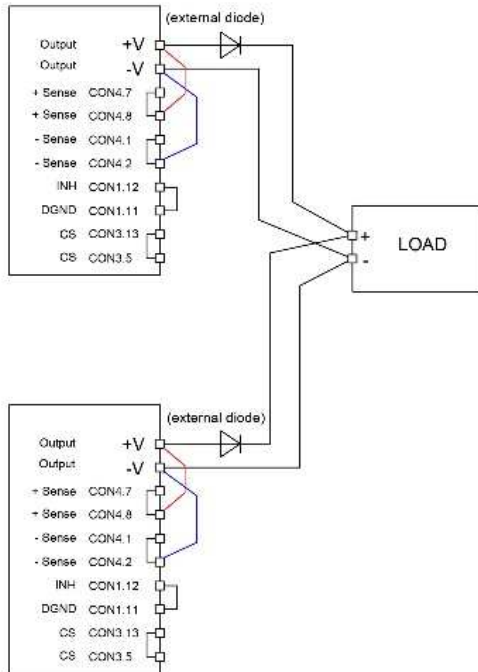 (external diode)
Output +V
Output -V
+ Sense CON4.7
+ Sense CON4.8
- Sense CON4.1
- Sense CON4.2
INH CON1.12
DGND CON1.11
CS CON3.13
CS CON3.5
+ LOAD
-
(external diode)
Output +V
Output -V
+ Sense CON4.7
+ Sense CON4.8
- Sense CON4.1
- Sense CON4.2
INH CON1.12
DGND CON1.11
CS CON3.13
CS CON3.5